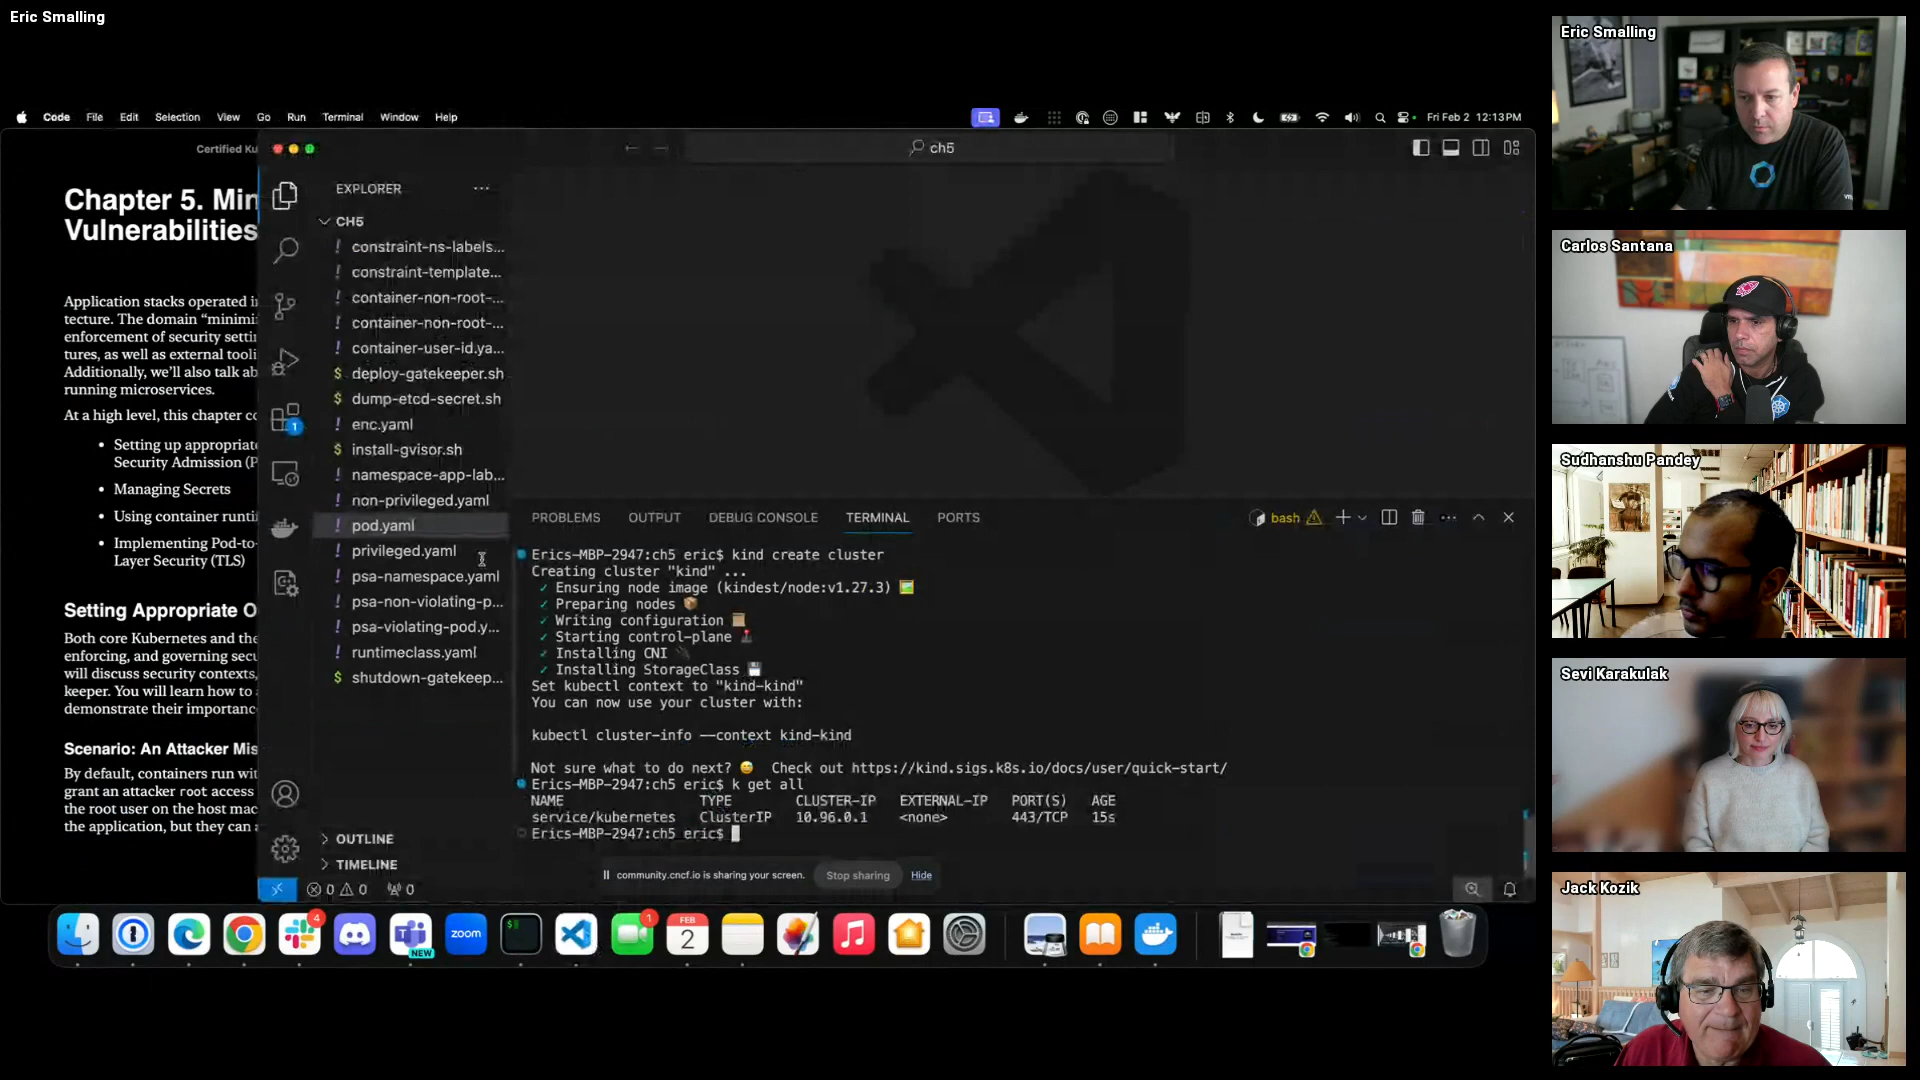 Eric Smalling
Code File Edit Selection View Go Run Terminal Window Help
Fri Feb 2 12:13PM
Certified Ku
Chapter 5. Min
Vulnerabilities
Application stacks operated i
tecture. The domain “minimi
enforcement of security setti
tures, as well as external tooli
Additionally, we'll also talk ab
running microservices.
At a high level, this chapter co
• Setting up appropriate
Security Admission (P
• Managing Secrets
• Using container runti
• Implementing Pod-to-
Layer Security (TLS)
Setting Appropriate O
Both core Kubernetes and the
enforcing, and governing secu
will discuss security contexts,
keeper. You will learn how to
demonstrate their importanc
Scenario: An Attacker Mis
By default, containers run wit
grant an attacker root access
the root user on the host mac
the application, but they can
ch5
EXPLORER ...
CH5
! constraint-ns-labels...
! constraint-template...
! container-non-root-...
! container-non-root-...
! container-user-id.ya...
$ deploy-gatekeeper.sh
$ dump-etcd-secret.sh
! enc.yaml
$ install-gvisor.sh
! namespace-app-lab...
! non-privileged.yaml
! pod.yaml
! privileged.yaml
! psa-namespace.yaml
! psa-non-violating-p...
! psa-violating-pod.y...
! runtimeclass.yaml
$ shutdown-gatekeep...
OUTLINE
TIMELINE
1
0 0 0
PROBLEMS OUTPUT DEBUG CONSOLE TERMINAL PORTS
bash
Erics-MBP-2947:ch5 eric$ kind create cluster
Creating cluster "kind" ...
✓ Ensuring node image (kindest/node:v1.27.3) 🖼
✓ Preparing nodes 📦
✓ Writing configuration 📜
✓ Starting control-plane 🕹
✓ Installing CNI 🔌
✓ Installing StorageClass 💾
Set kubectl context to "kind-kind"
You can now use your cluster with:
kubectl cluster-info --context kind-kind
Not sure what to do next? 😅 Check out https://kind.sigs.k8s.io/docs/user/quick-start/
Erics-MBP-2947:ch5 eric$ k get all
NAME TYPE CLUSTER-IP EXTERNAL-IP PORT(S) AGE
service/kubernetes ClusterIP 10.96.0.1 <none> 443/TCP 15s
Erics-MBP-2947:ch5 eric$
community.cncf.io is sharing your screen. Stop sharing Hide
4
NEW
zoom
1
FEB
2
Eric Smalling
Carlos Santana
Sudhanshu Pandey
Sevi Karakulak
Jack Kozik